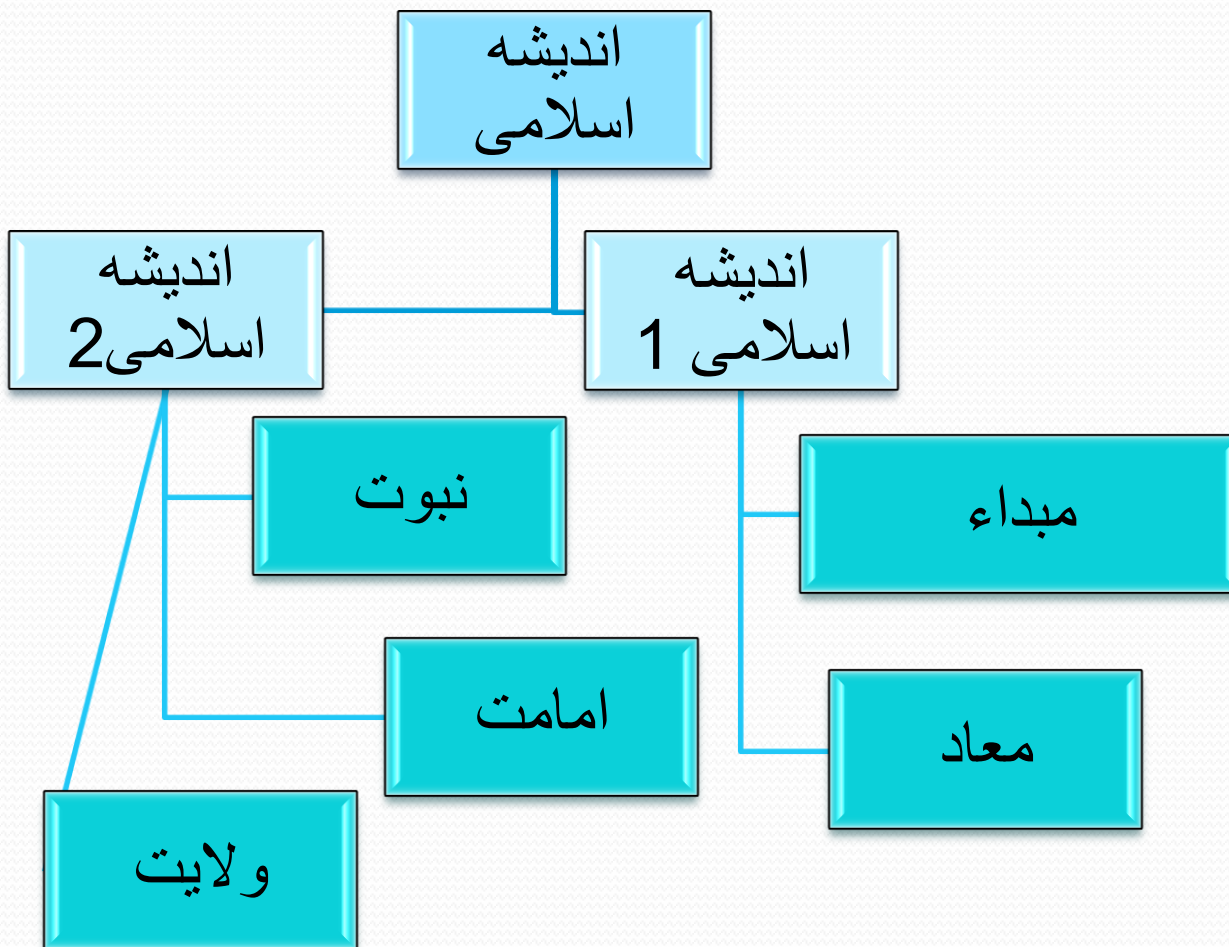 اندیشه
اسلامی
اندیشه
اسلامی 1
اندیشه
اسلامی2
نبوت
مبداء
امامت
معاد
ولایت